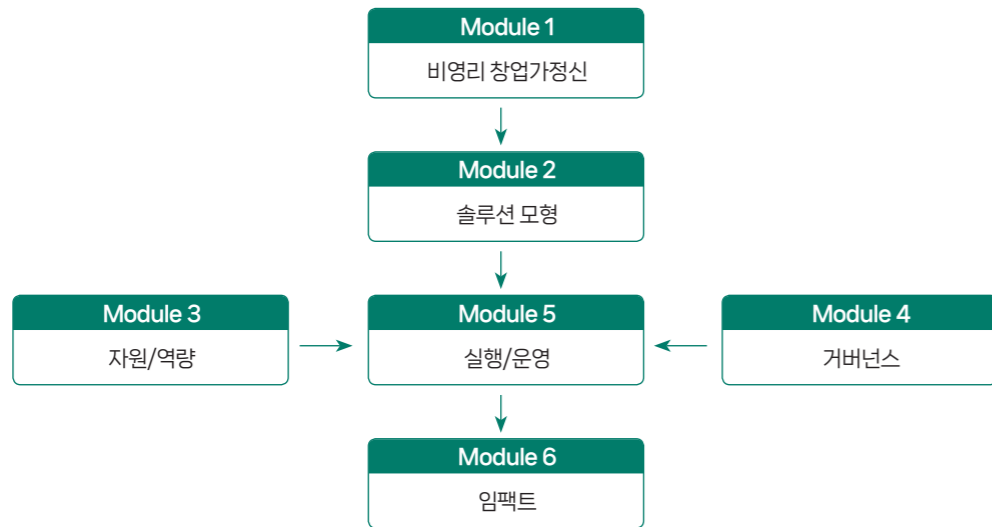 Module 1
비영리 창업가정신
Module 2
솔루션 모형
Module 3
자원/역량
Module 5
실행/운영
Module 4
거버넌스
Module 6
임팩트